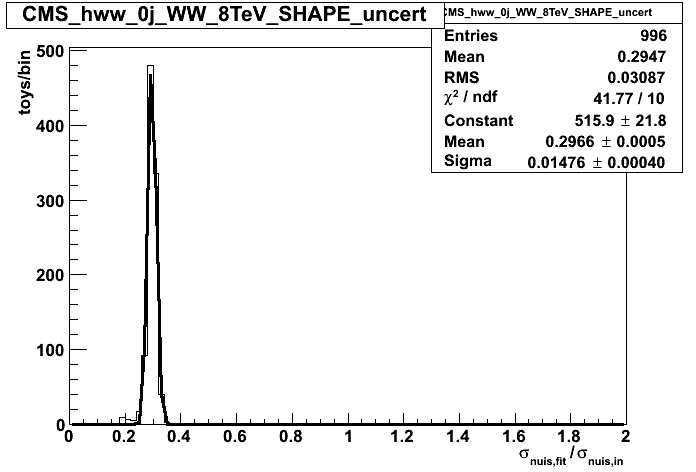 CMS_hww_0j_WW_8TeV_SHAPE_uncert
CMS_hww_0j_WW_8TeV_SHAPE_uncert
Entries 996
Mean 0.2947
RMS 0.03087
χ² / ndf 41.77 / 10
Constant 515.9 ± 21.8
Mean 0.2966 ± 0.0005
Sigma 0.01476 ± 0.00040
toys/bin
500
400
300
200
100
0
0 0.2 0.4 0.6 0.8 1 1.2 1.4 1.6 1.8 2
σnuis,fit/σnuis,in